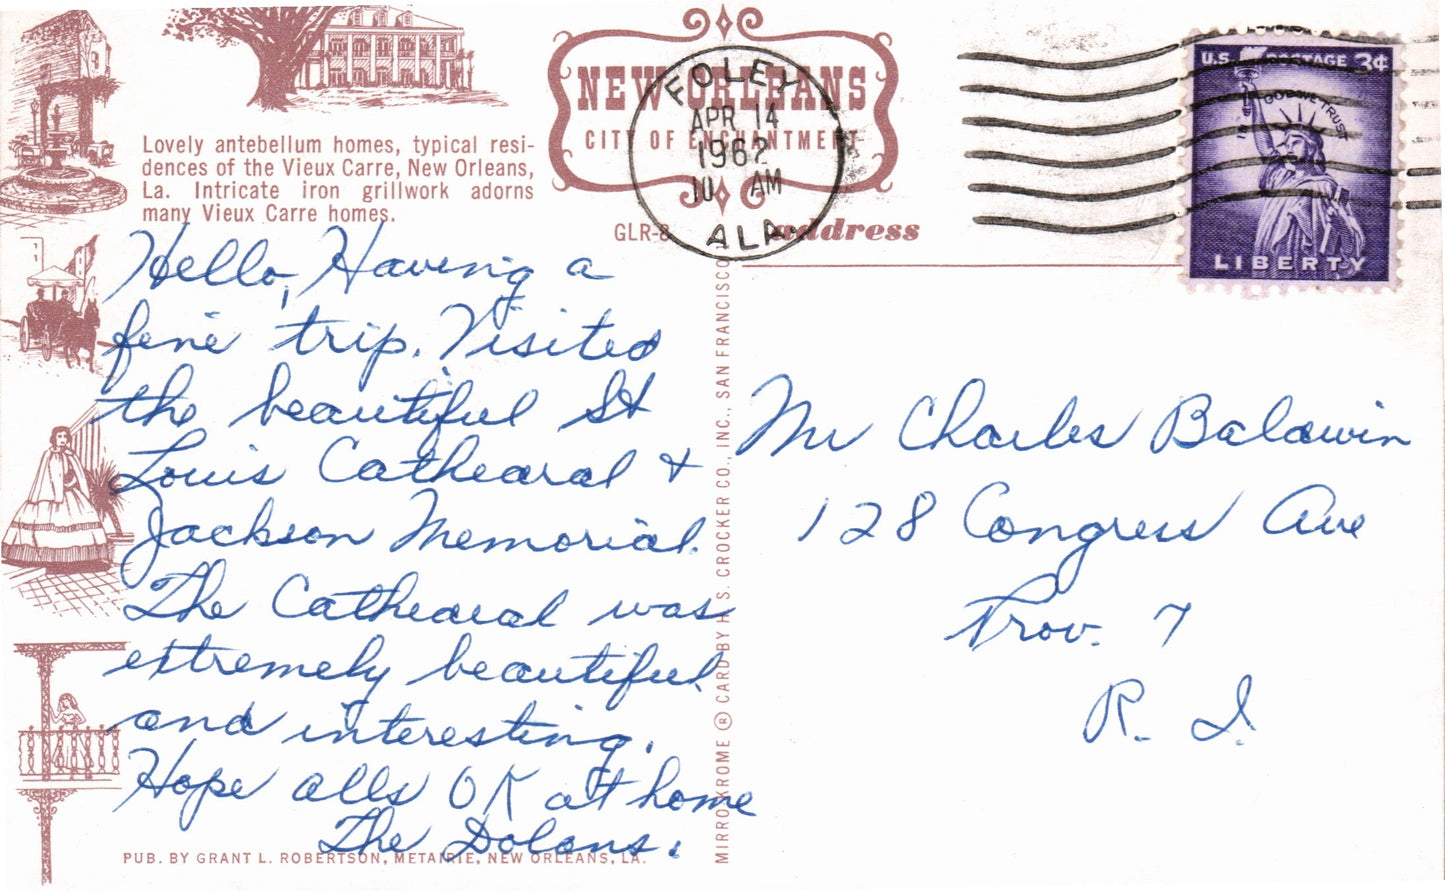 Lovely antebellum homes, typical resi-
dences of the Vieux Carre, New Orleans,
La. Intricate iron grillwork adorns
many Vieux Carre homes.
NEW ORLEANS
CITY OF ENCHANTMENT
GLR-8
address
FOLEY
APR 14
1962
10 AM
ALA.
U.S. POSTAGE 3¢
IN GOD WE TRUST
LIBERTY
Hello, Having a
fine trip. Visited
the beautiful St
Louis Cathedral &
Jackson Memorial.
The Cathedral was
extremely beautiful
and interesting.
Hope alls OK at home
The Dolans.
PUB. BY GRANT L. ROBERTSON, METAIRIE, NEW ORLEANS, LA.
MIRRO-KROME ® CARD BY H. S. CROCKER CO., INC., SAN FRANCISCO
Mr Charles Baldwin
128 Congress Ave
Prov. 7
R. I.